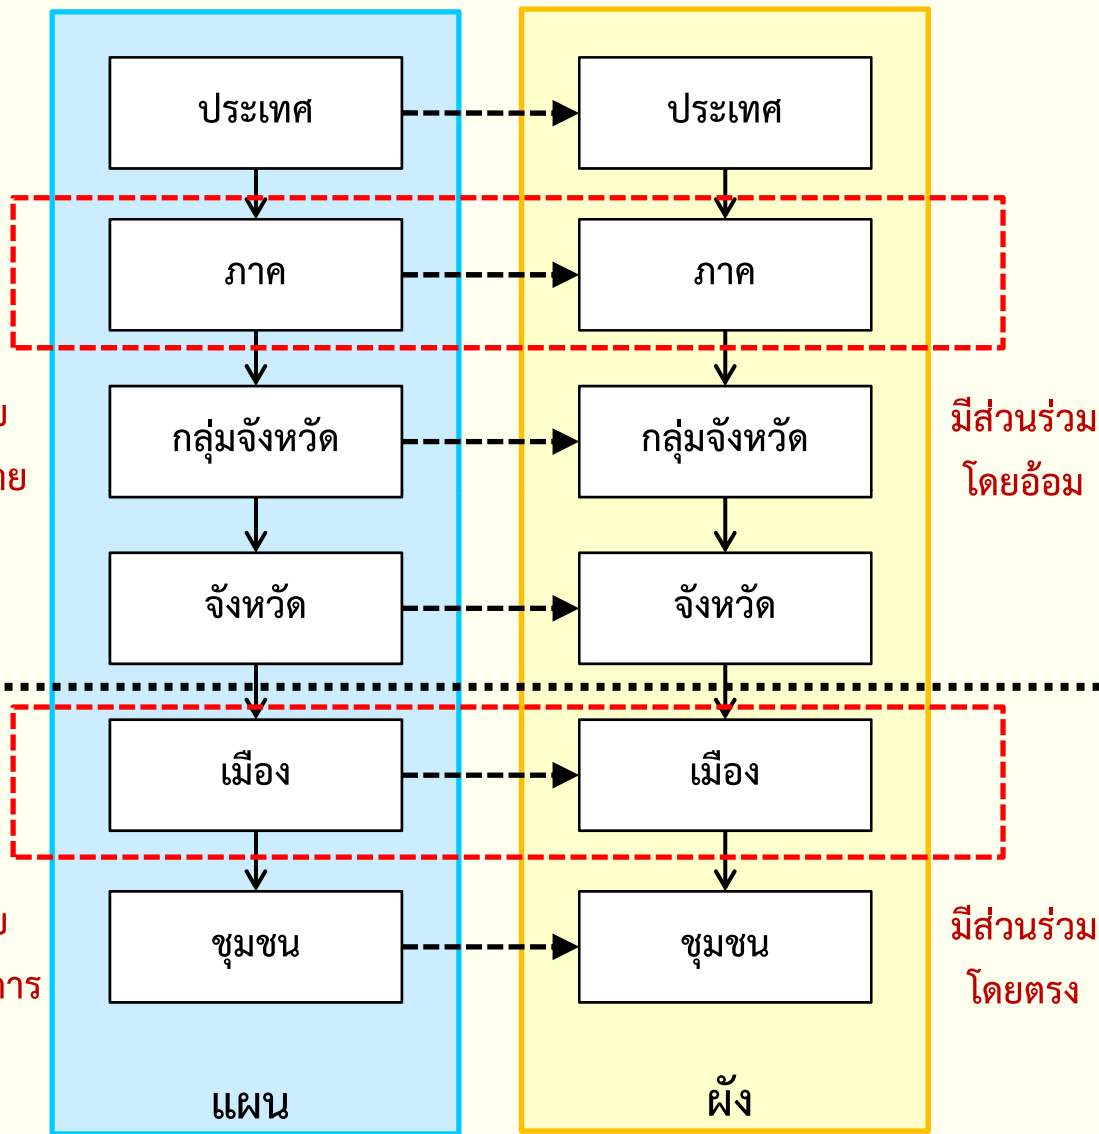 ประเทศ
ประเทศ
ภาค
ภาค
กลุ่มจังหวัด
กลุ่มจังหวัด
มีส่วนร่วม
โดยอ้อม
จังหวัด
จังหวัด
เมือง
เมือง
ชุมชน
ชุมชน
มีส่วนร่วม
โดยตรง
แผน
ผัง